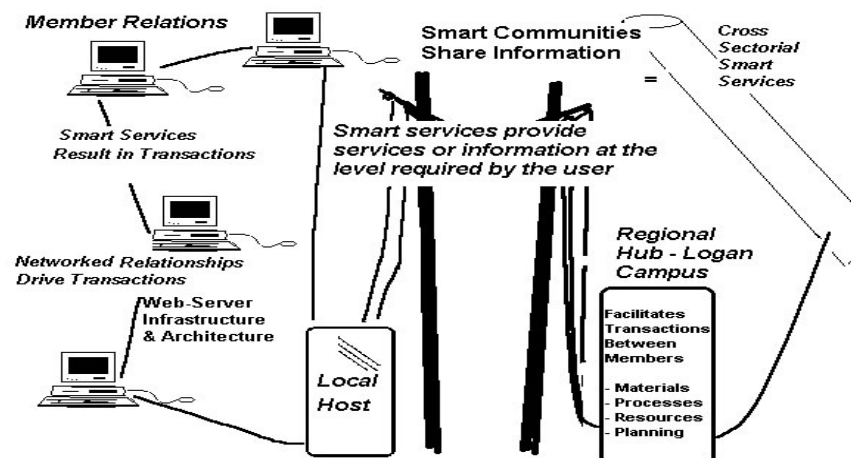 Member Relations
Smart Communities
Share Information
=
Cross
Sectorial
Smart
Services
Smart Services
Result in Transactions
Smart services provide
services or information at the
level required by the user
Networked Relationships
Drive Transactions
Web-Server
Infrastructure
& Architecture
Local
Host
Regional
Hub - Logan
Campus
Facilitates
Transactions
Between
Members
- Materials
- Processes
- Resources
- Planning